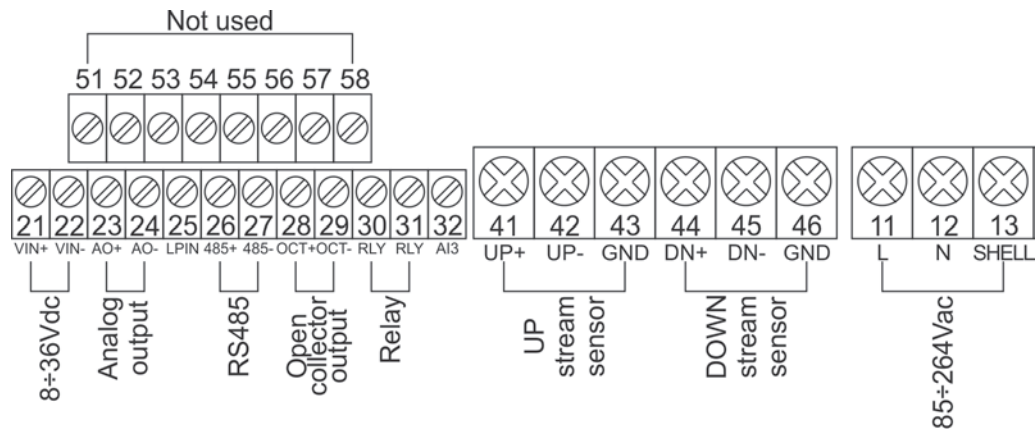 Not used
51 52 53 54 55 56 57 58
21 22 23 24 25 26 27 28 29 30 31 32
VIN+ VIN- AO+ AO- LPIN 485+ 485- OCT+ OCT- RLY RLY AI3
8÷36Vdc
Analog
output
RS485
Open
collector
output
Relay
41 42 43 44 45 46
UP+ UP- GND DN+ DN- GND
UP
stream
sensor
DOWN
stream
sensor
11 12 13
L N SHELL
85÷264Vac